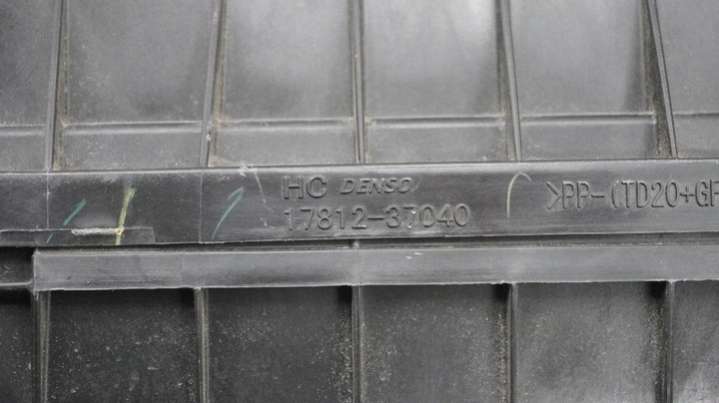 HC DENSO
17812-37040
>PP-(TD20+GF